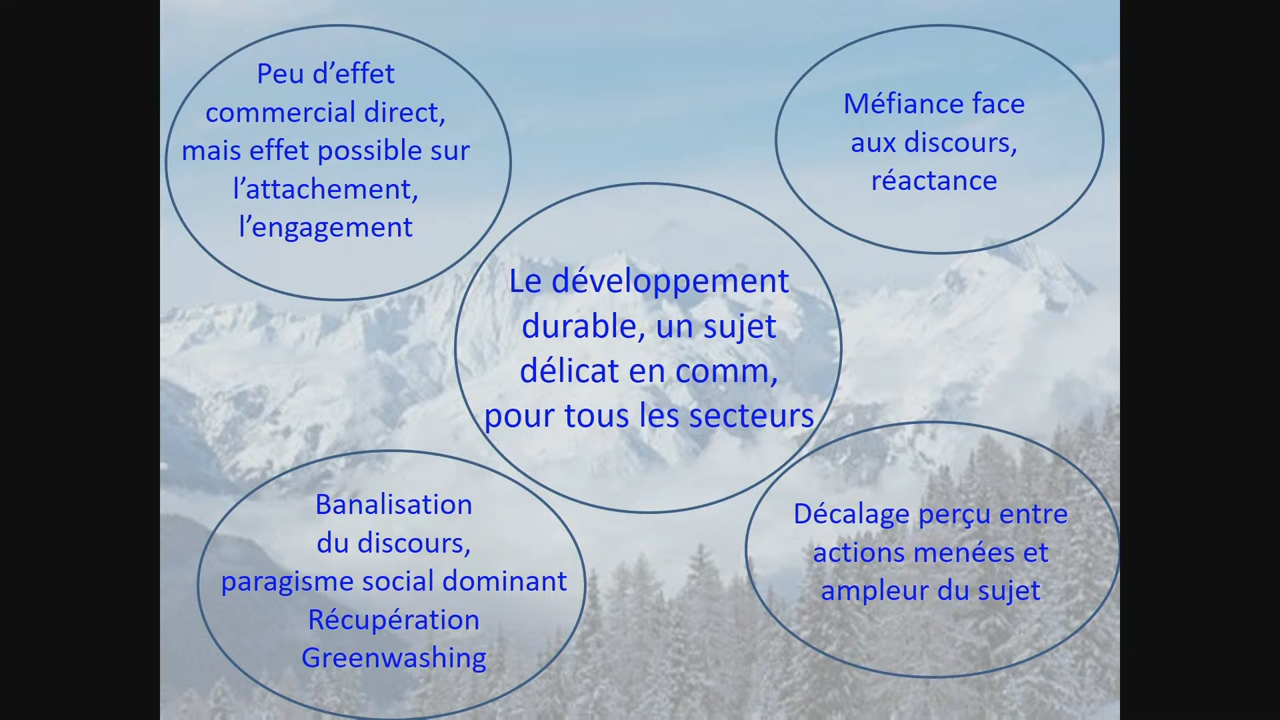 Peu d’effet
commercial direct,
mais effet possible sur
l’attachement,
l’engagement
Méfiance face
aux discours,
réactance
Le développement
durable, un sujet
délicat en comm,
pour tous les secteurs
Banalisation
du discours,
paragisme social dominant
Récupération
Greenwashing
Décalage perçu entre
actions menées et
ampleur du sujet